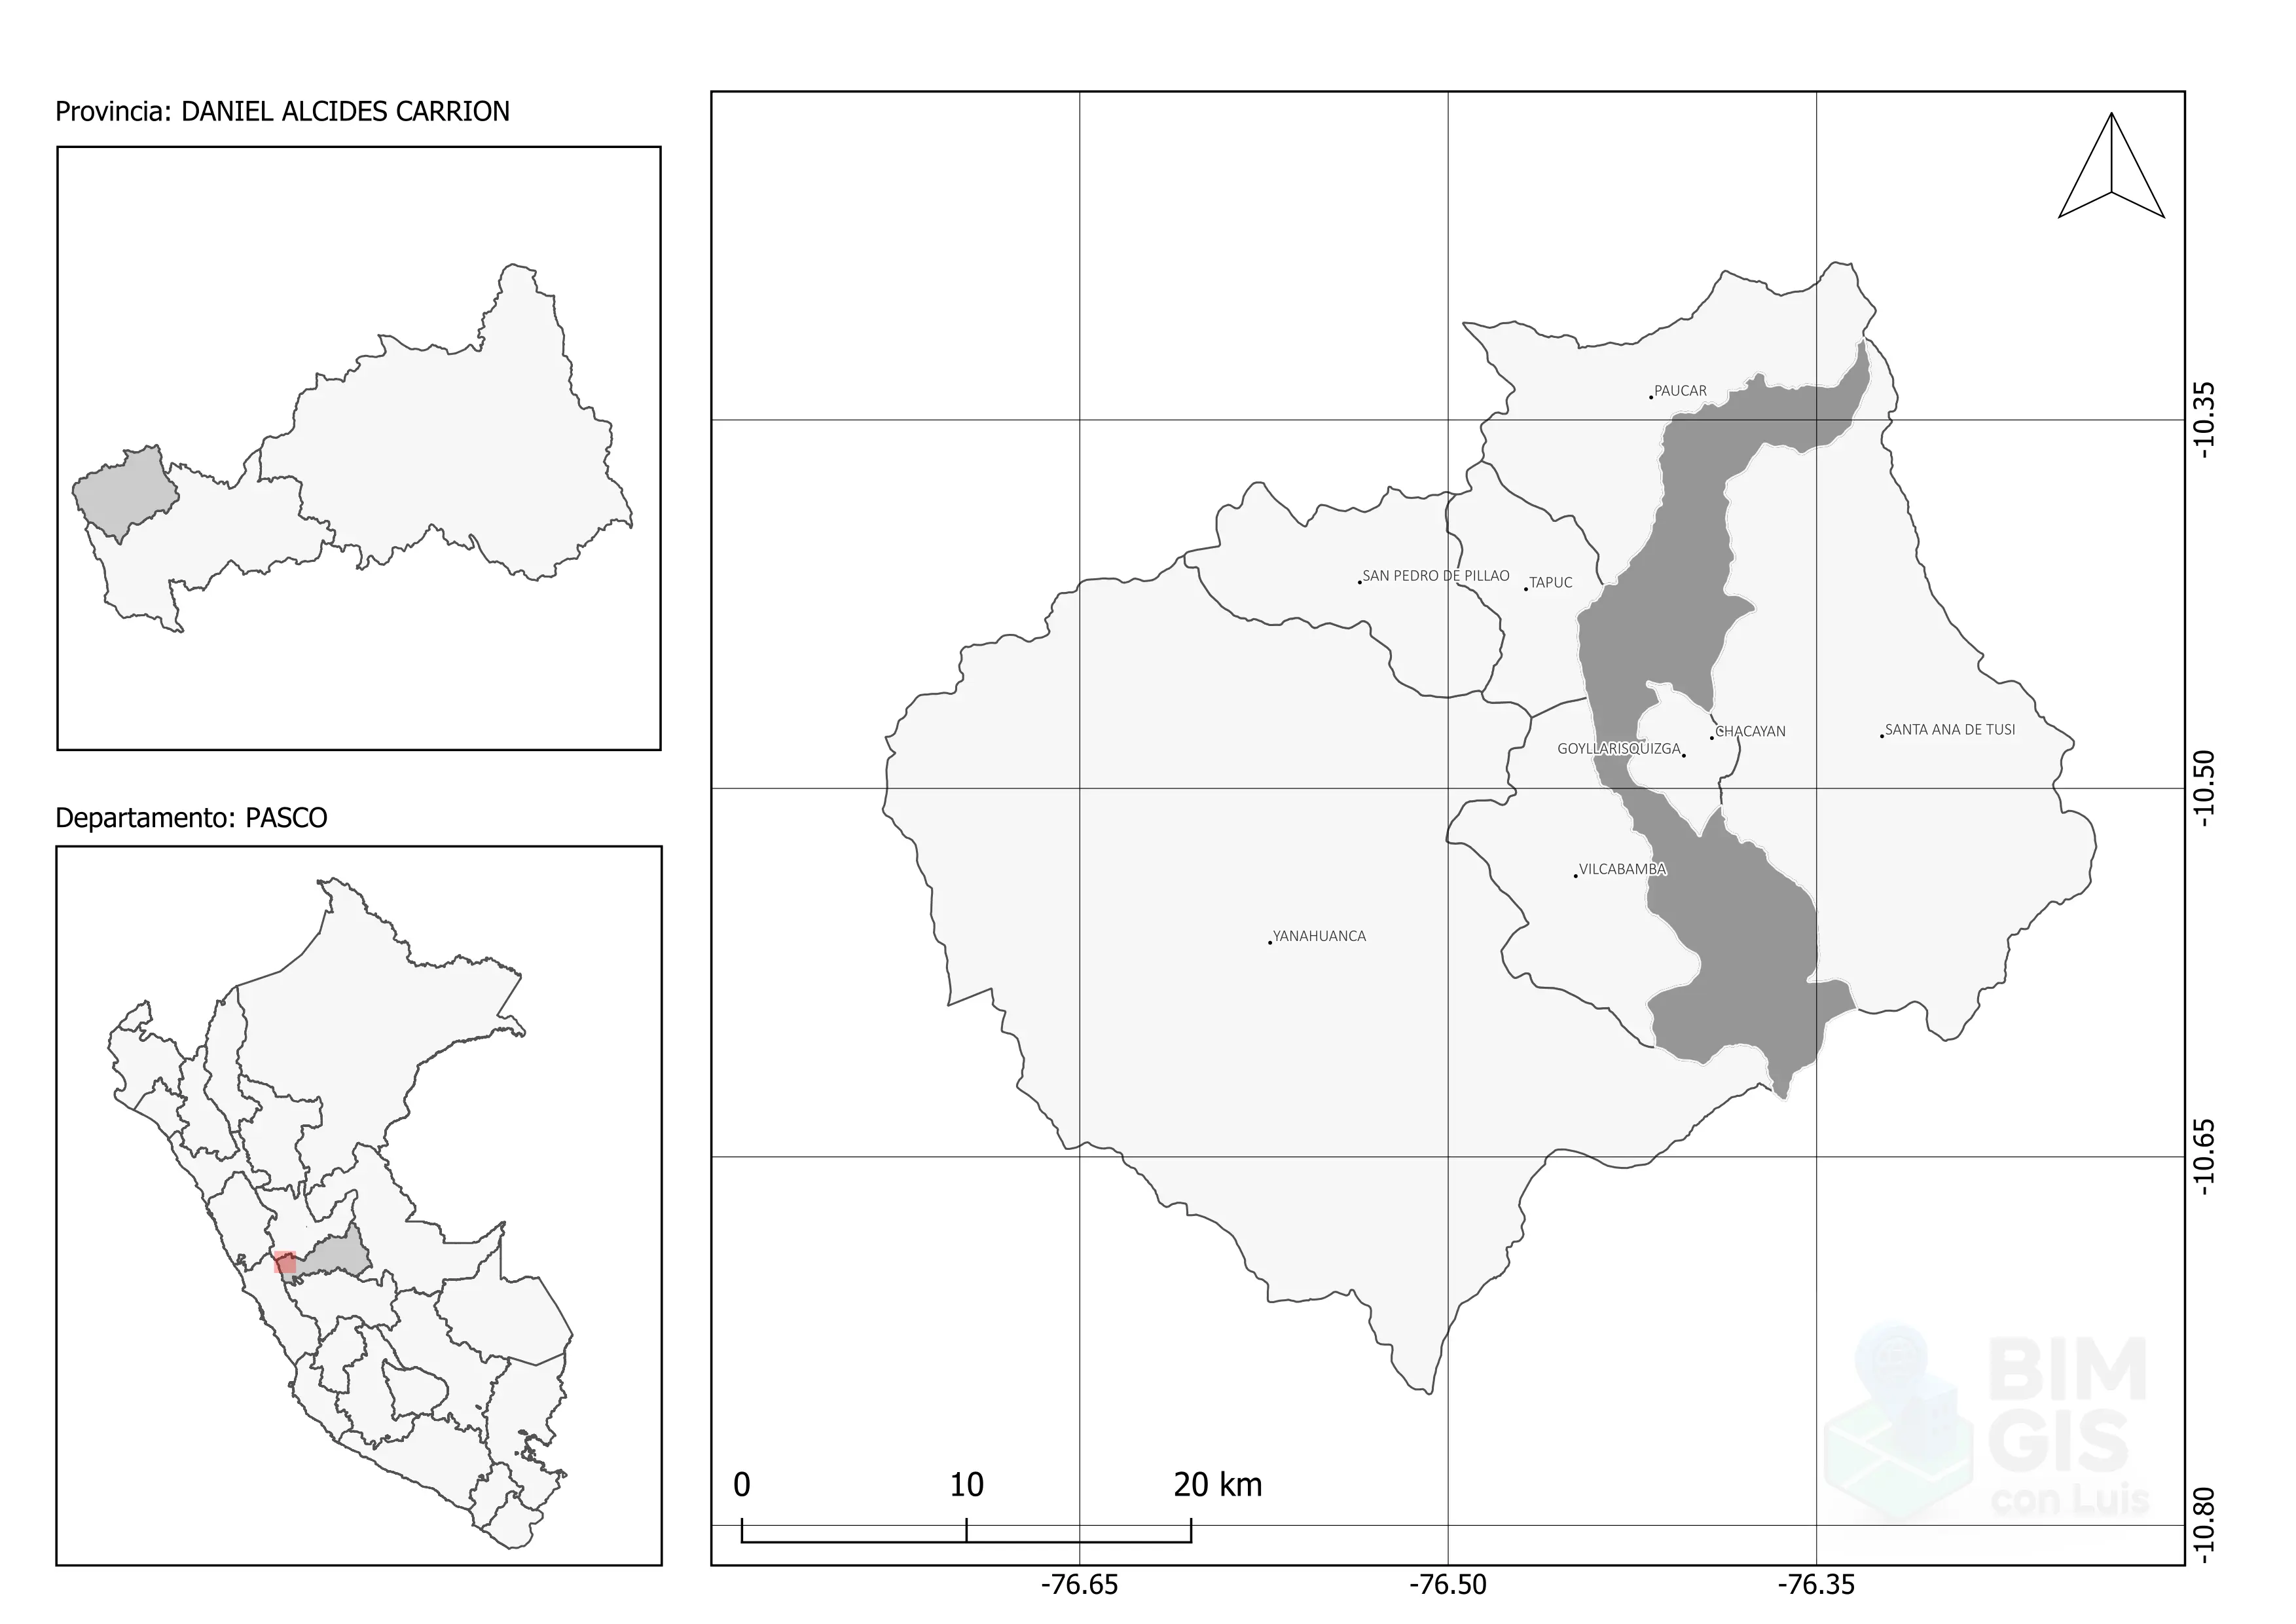 Provincia: DANIEL ALCIDES CARRION
Departamento: PASCO
PAUCAR
SAN PEDRO DE PILLAO
TAPUC
CHACAYAN
SANTA ANA DE TUSI
GOYLLARISQUIZGA
VILCABAMBA
YANAHUANCA
-10.35
-10.50
-10.65
-10.80
BIM
GIS
con Luis
0 10 20 km
-76.65 -76.50 -76.35